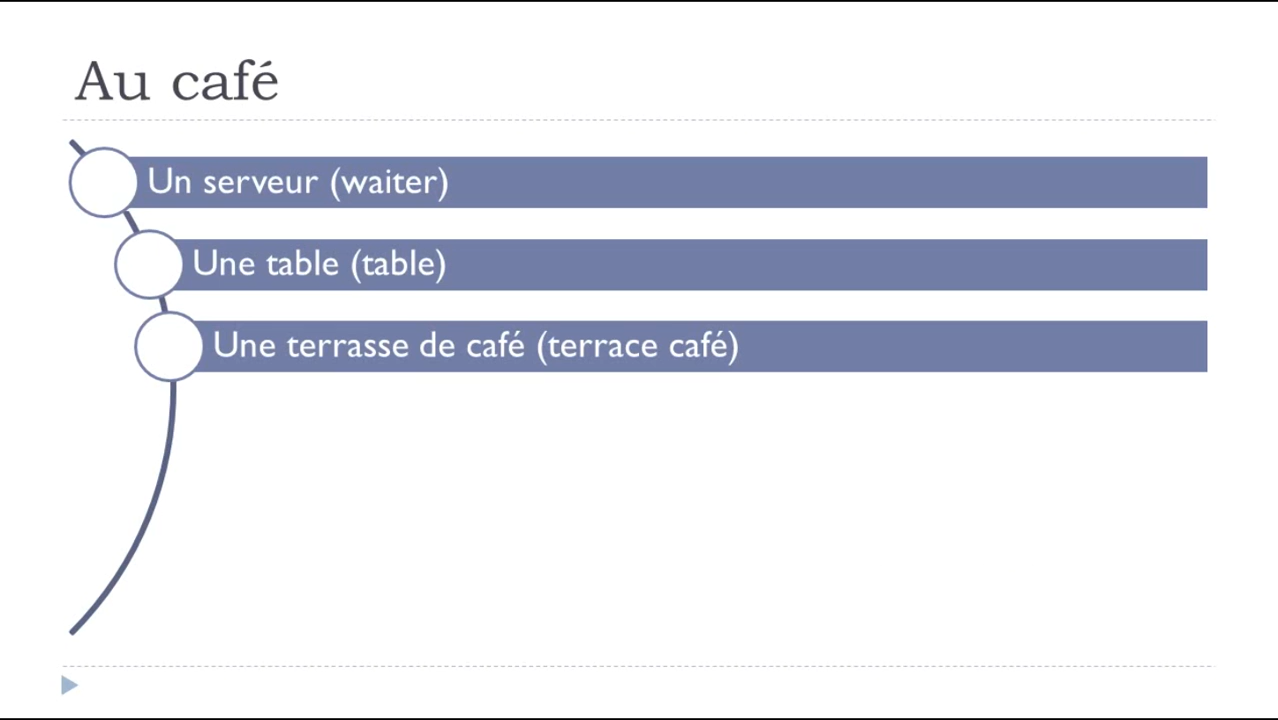 Au café
Un serveur (waiter)
Une table (table)
Une terrasse de café (terrace café)